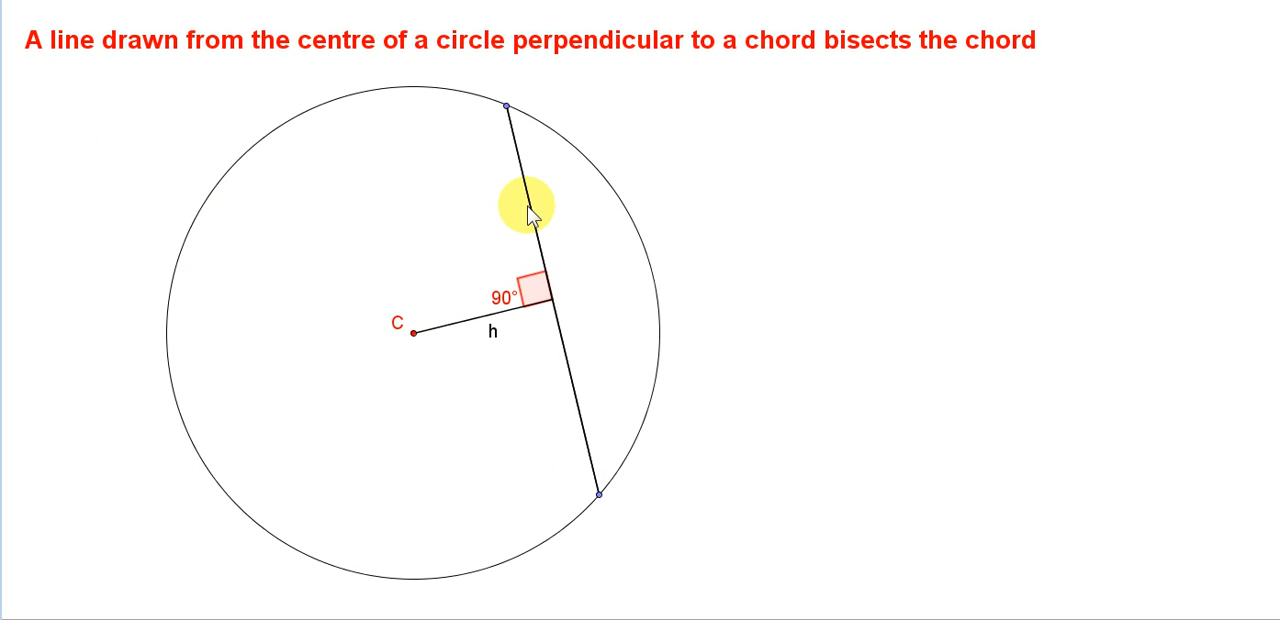 A line drawn from the centre of a circle perpendicular to a chord bisects the chord
90°
C
h